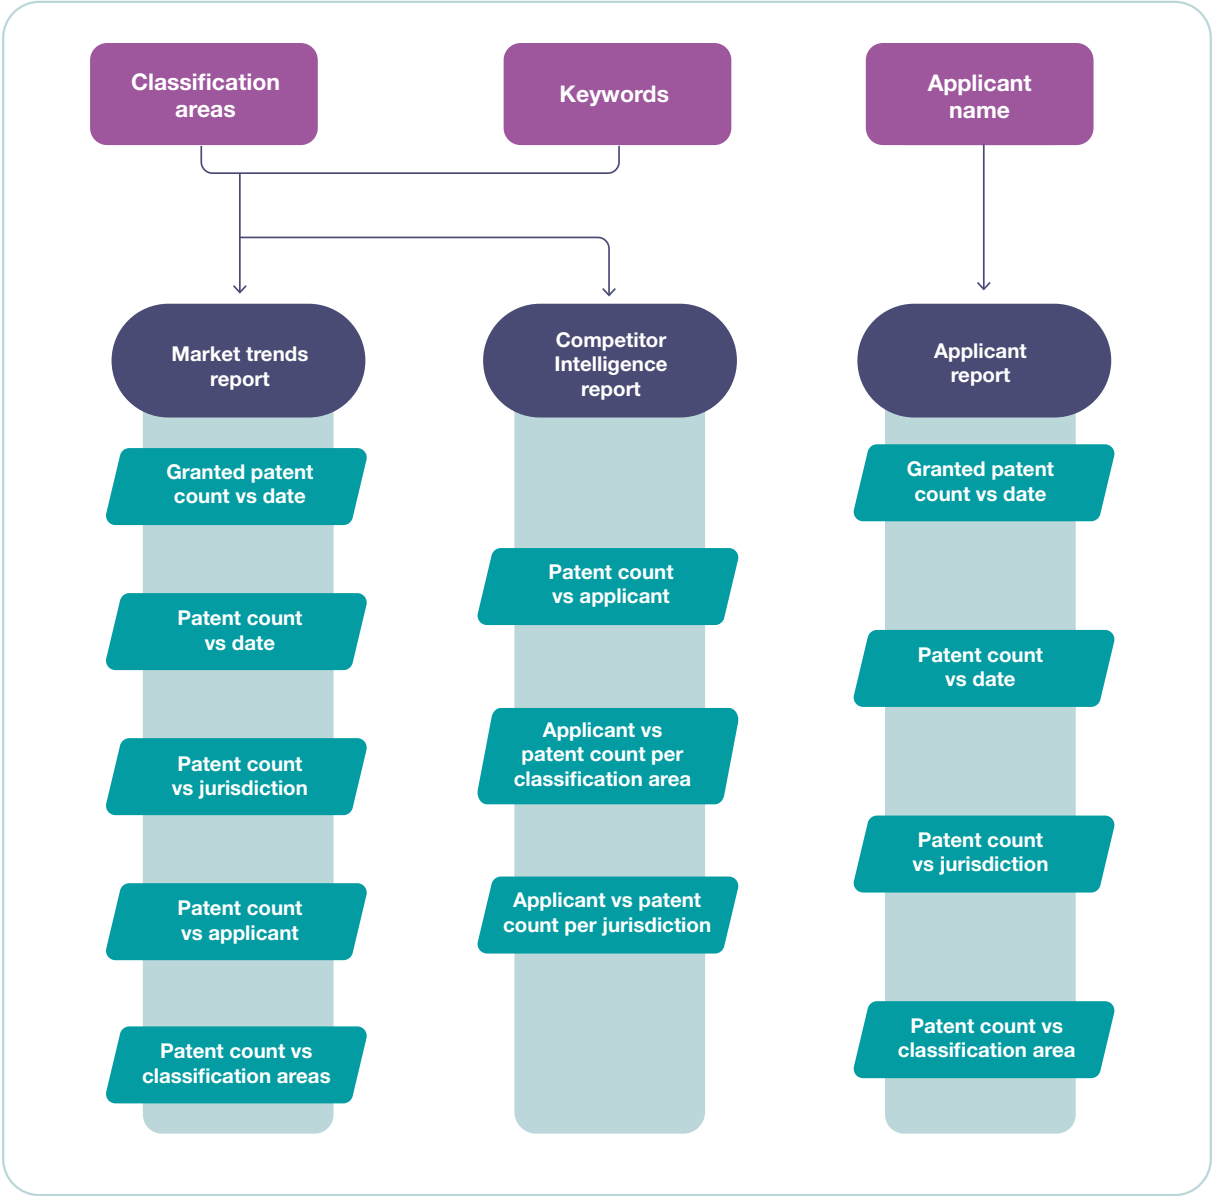 Classification
areas
Keywords
Applicant
name
Market trends
report
Competitor
Intelligence
report
Applicant
report
Granted patent
count vs date
Patent count
vs date
Patent count
vs jurisdiction
Patent count
vs applicant
Patent count vs
classification areas
Patent count
vs applicant
Applicant vs
patent count per
classification area
Applicant vs patent
count per jurisdiction
Granted patent
count vs date
Patent count
vs date
Patent count
vs jurisdiction
Patent count vs
classification area